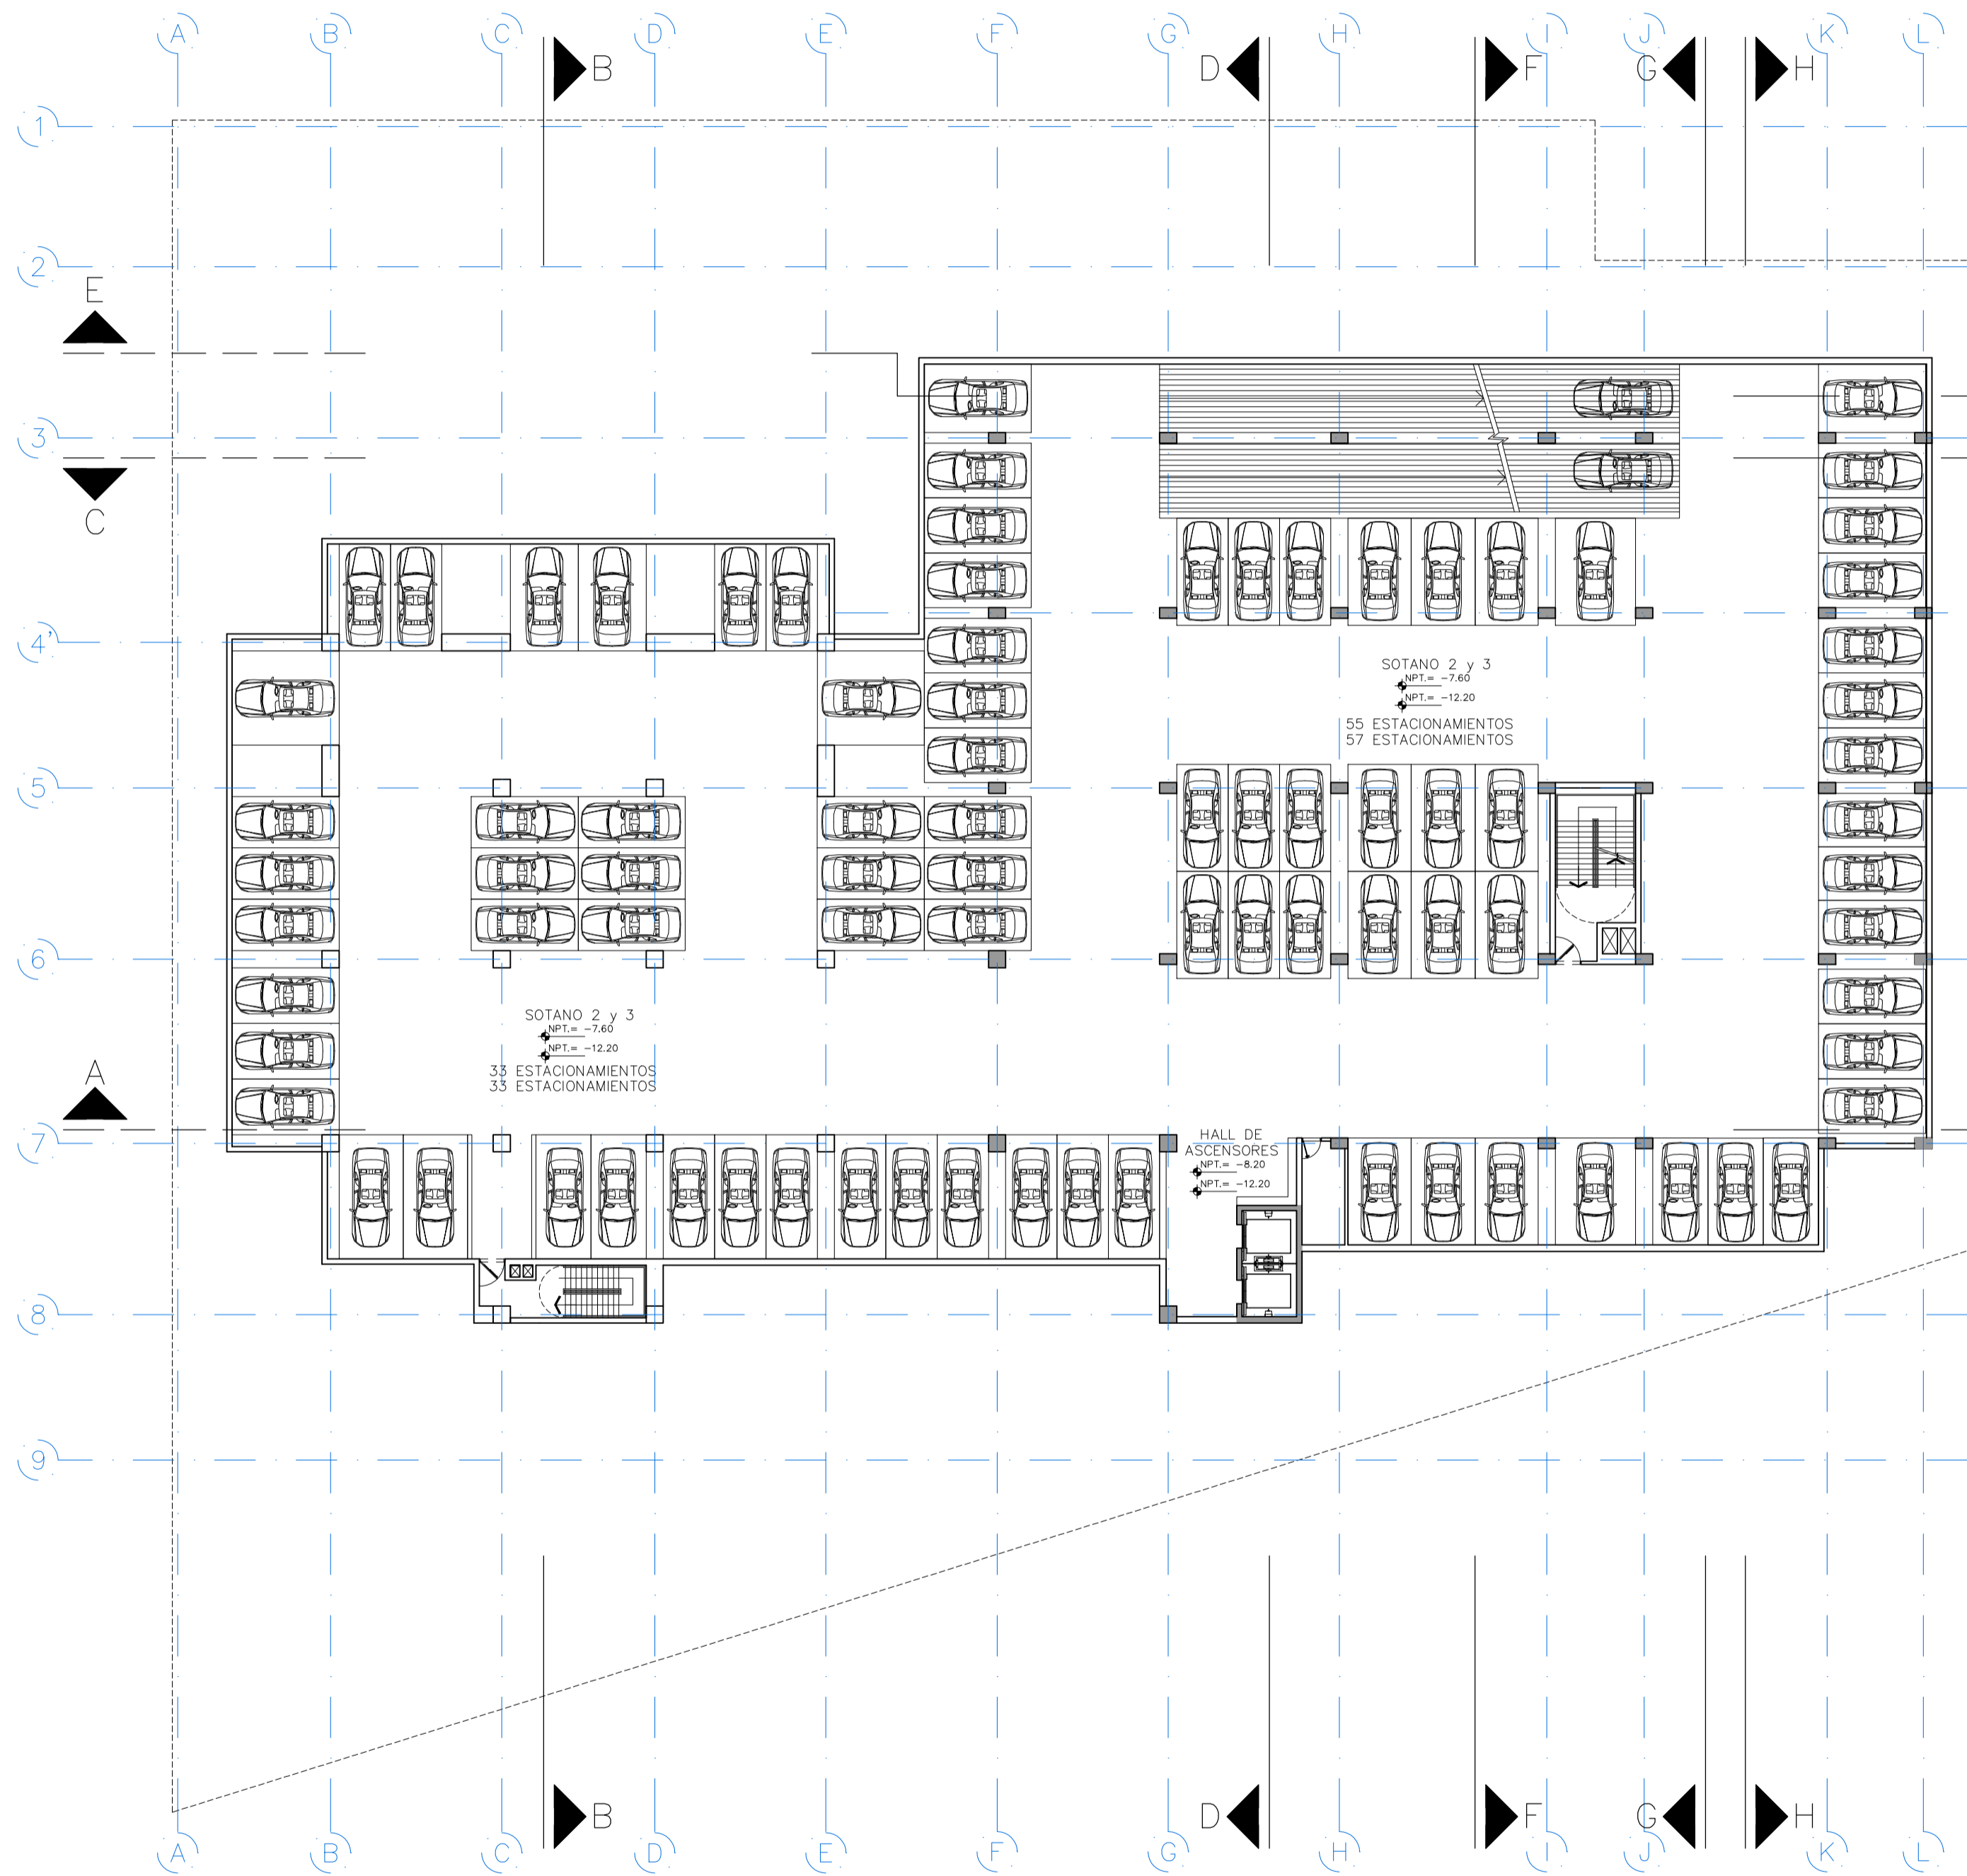 A B C D E F G H I J K L
B D F G H
1
2
E
3
C
4'
SOTANO 2 y 3
NPT.= -7.60
NPT.= -12.20
55 ESTACIONAMIENTOS
57 ESTACIONAMIENTOS
5
6
SOTANO 2 y 3
NPT.= -7.60
NPT.= -12.20
33 ESTACIONAMIENTOS
33 ESTACIONAMIENTOS
A
7
HALL DE
ASCENSORES
NPT.= -8.20
NPT.= -12.20
8
9
B D F G H
A B C D E F G H I J K L